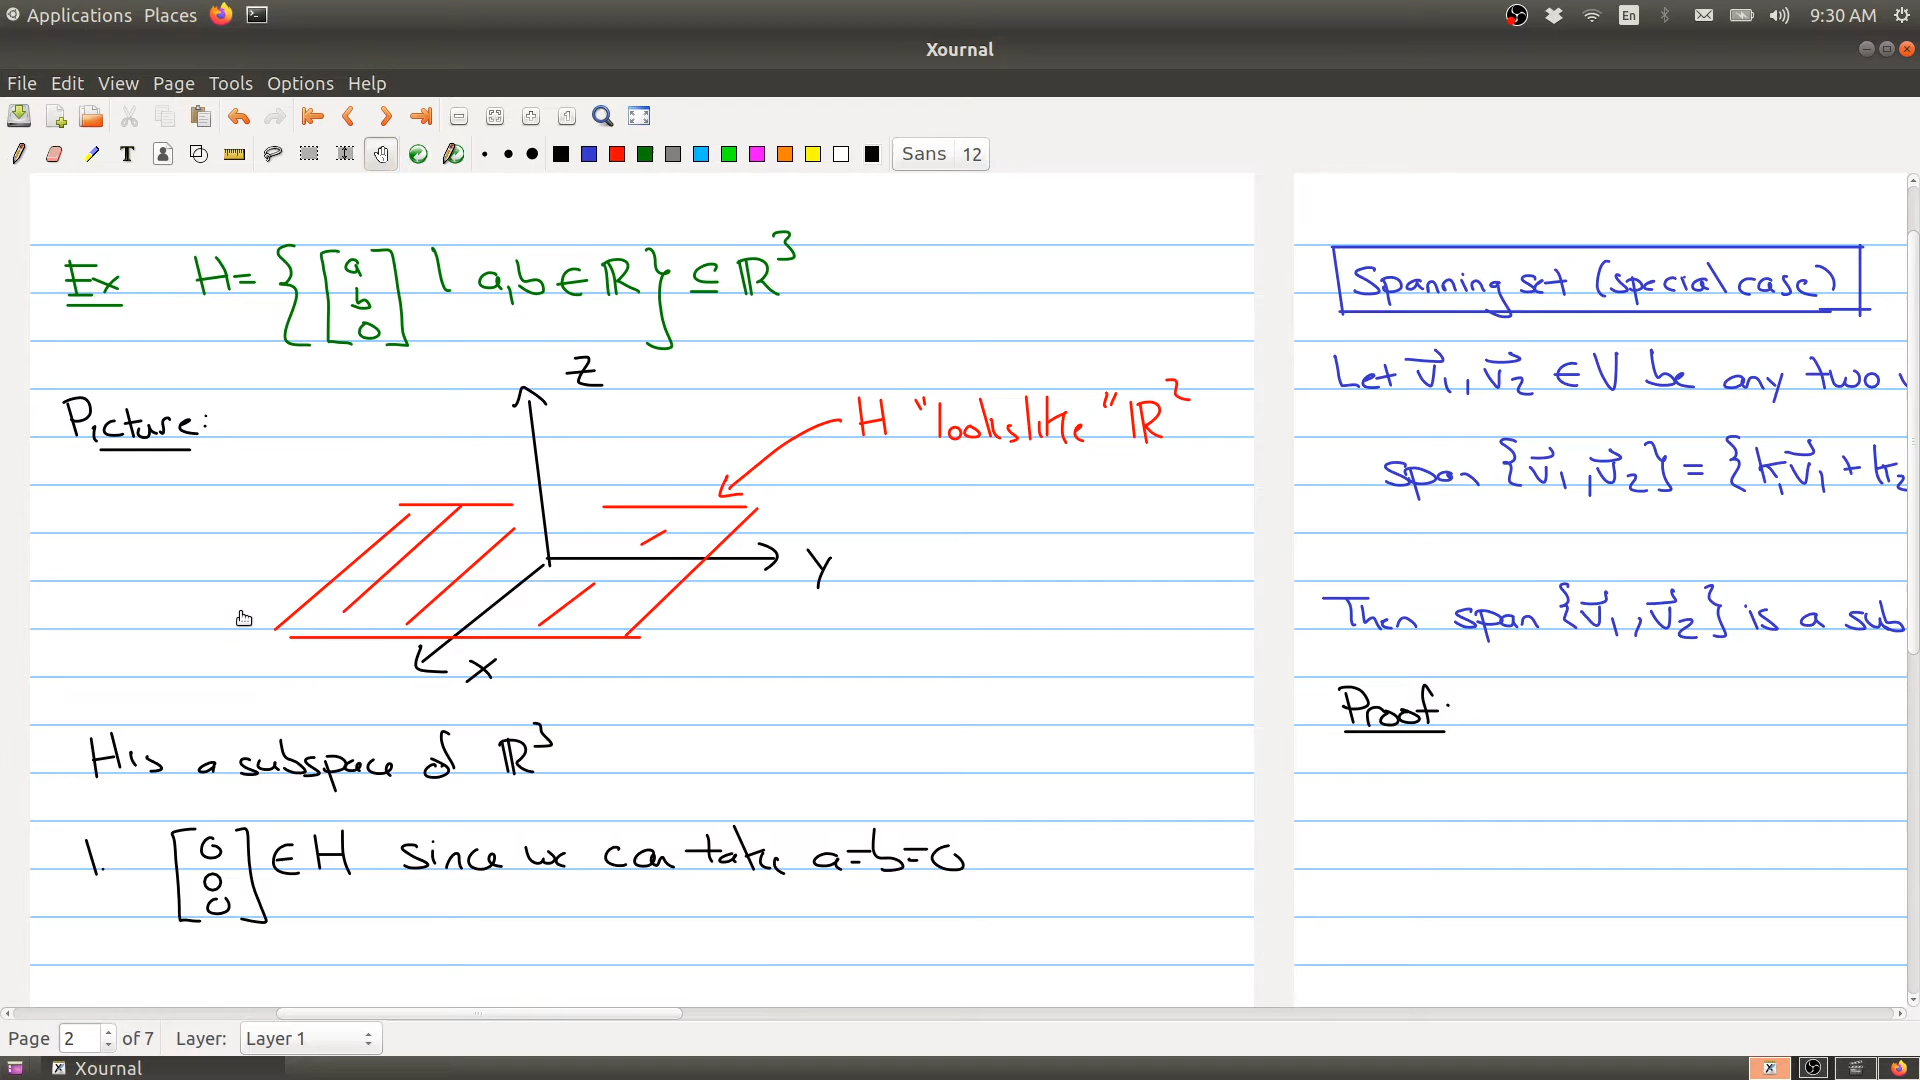 Applications Places En 9:30 AM
Xournal
File Edit View Page Tools Options Help
T Sans 12
Ex H = { [a b 0] | a,b ∈ ℝ } ⊆ ℝ³
Picture:
Z
H "looks like" ℝ²
Y
X
H is a subspace of ℝ³
1. [0 0 0] ∈ H since we can take a=b=0
Spanning set (special case)
Let v⃗₁, v⃗₂ ∈ V be any two
span {v⃗₁, v⃗₂} = {k₁v⃗₁ + k₂
Then span {v⃗₁, v⃗₂} is a sub
Proof:
Page 2 of 7 Layer: Layer 1
Xournal